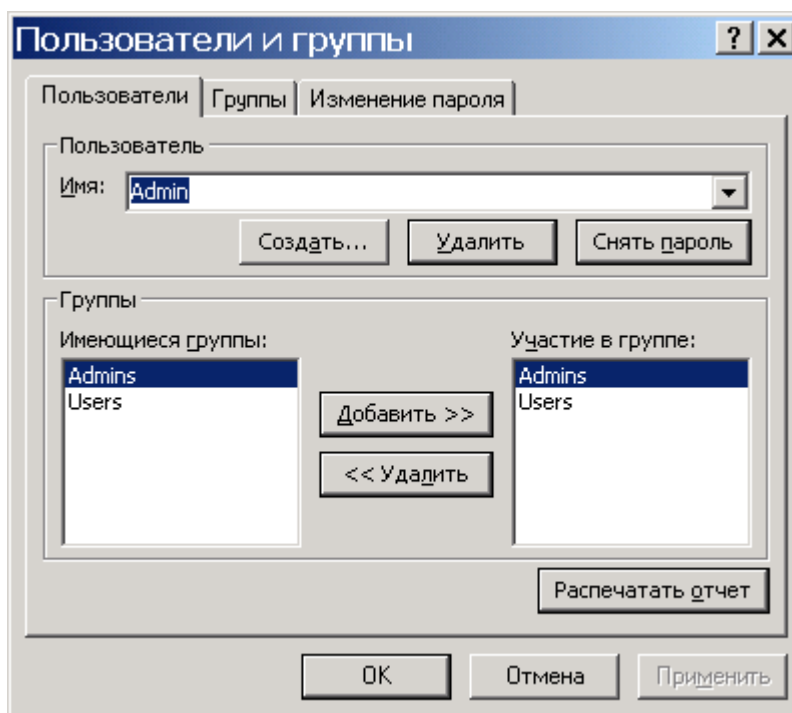 Пользователи и группы
Пользователи Группы Изменение пароля
Пользователь
Имя: Admin
Создать... Удалить Снять пароль
Группы
Имеющиеся группы: Участие в группе:
Admins Admins
Users Users
Добавить >>
<< Удалить
Распечатать отчет
OK Отмена Применить